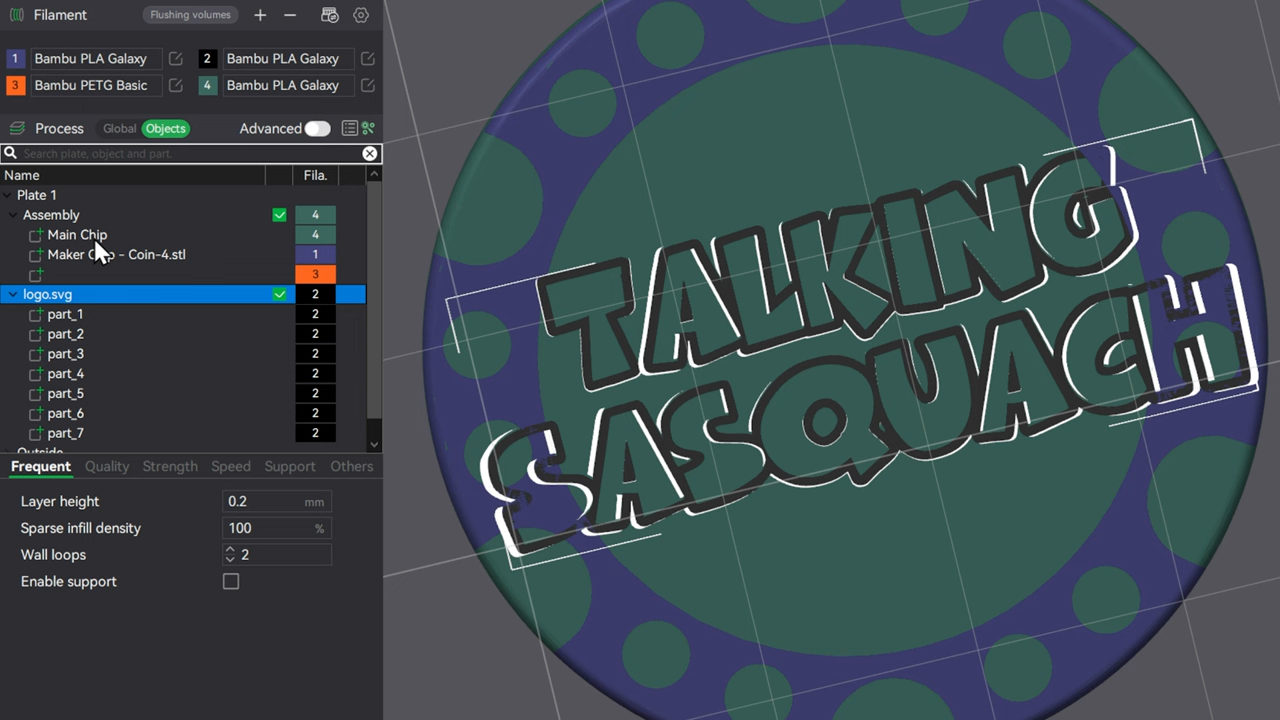 Filament
Flushing volumes
1 Bambu PLA Galaxy 2 Bambu PLA Galaxy
3 Bambu PETG Basic 4 Bambu PLA Galaxy
Process Global Objects Advanced
Search plate, object and part.
Name Fila.
Plate 1
Assembly 4
Main Chip 4
Maker - Coin-4.stl 1
3
logo.svg 2
part_1 2
part_2 2
part_3 2
part_4 2
part_5 2
part_6 2
part_7 2
Frequent Quality Strength Speed Support Others
Layer height 0.2 mm
Sparse infill density 100 %
Wall loops 2
Enable support
TALKING
SASQUACH